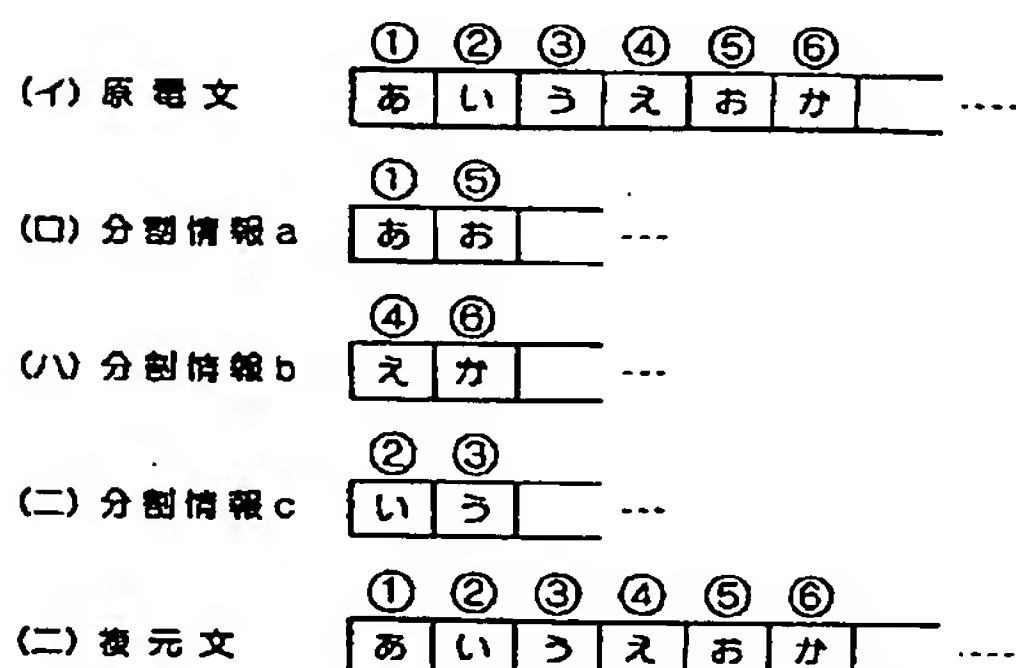 ① ② ③ ④ ⑤ ⑥
(イ) 原電文 あ い う え お か ----
① ⑤
(ロ) 分割情報a あ お ---
④ ⑥
(ハ) 分割情報b え か ---
② ③
(ニ) 分割情報c い う ---
① ② ③ ④ ⑤ ⑥
(ニ) 復元文 あ い う え お か ----